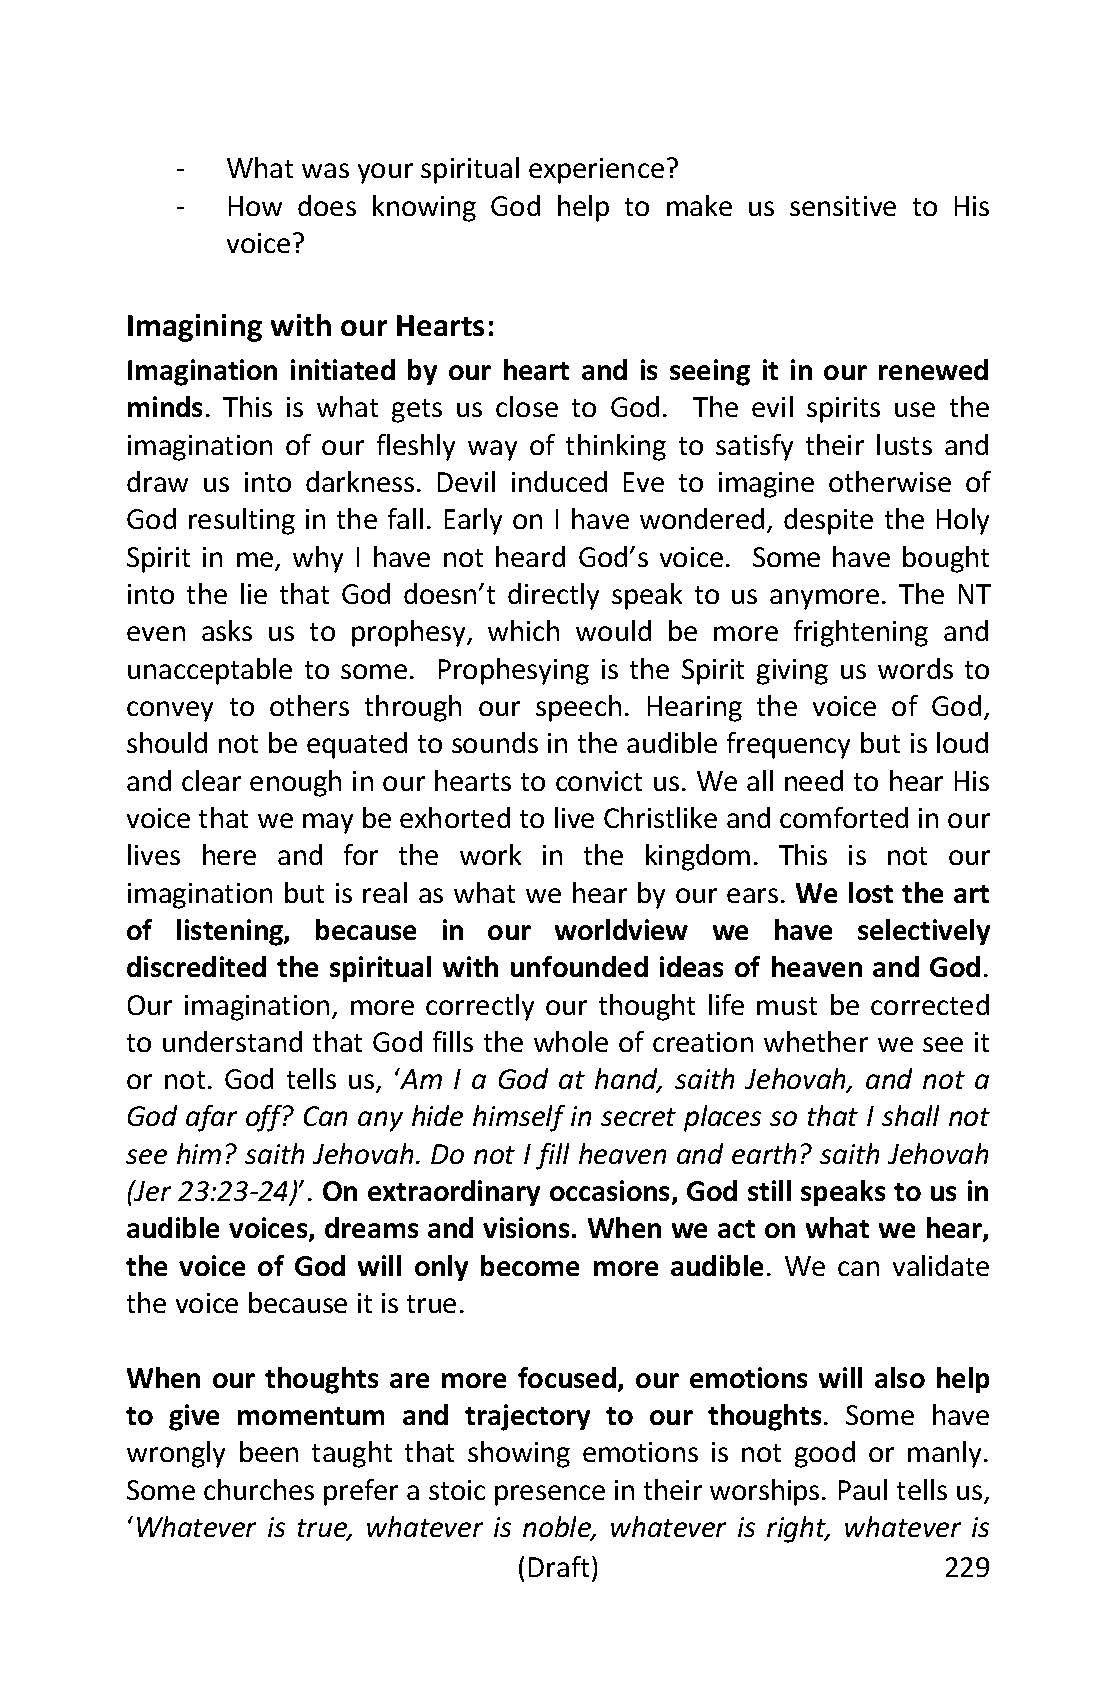 - What was your spiritual experience?
- How does knowing God help to make us sensitive to His
voice?
Imagining with our Hearts:
Imagination initiated by our heart and is seeing it in our renewed
minds. This is what gets us close to God.  The evil spirits use the
imagination of our fleshly way of thinking to satisfy their lusts and
draw us into darkness. Devil induced Eve to imagine otherwise of
God resulting in the fall. Early on I have wondered, despite the Holy
Spirit in me, why I have not heard God’s voice.  Some have bought
into the lie that God doesn’t directly speak to us anymore. The NT
even asks us to prophesy, which would be more frightening and
unacceptable to some.  Prophesying is the Spirit giving us words to
convey to others through our speech. Hearing the voice of God,
should not be equated to sounds in the audible frequency but is loud
and clear enough in our hearts to convict us. We all need to hear His
voice that we may be exhorted to live Christlike and comforted in our
lives here and for the work in the kingdom. This is not our
imagination but is real as what we hear by our ears. We lost the art
of listening, because in our worldview we have selectively
discredited the spiritual with unfounded ideas of heaven and God.
Our imagination, more correctly our thought life must be corrected
to understand that God fills the whole of creation whether we see it
or not. God tells us, ‘Am I a God at hand, saith Jehovah, and not a
God afar off? Can any hide himself in secret places so that I shall not
see him? saith Jehovah. Do not I fill heaven and earth? saith Jehovah
(Jer 23:23-24)’. On extraordinary occasions, God still speaks to us in
audible voices, dreams and visions. When we act on what we hear,
the voice of God will only become more audible. We can validate
the voice because it is true.
When our thoughts are more focused, our emotions will also help
to give momentum and trajectory to our thoughts. Some have
wrongly been taught that showing emotions is not good or manly.
Some churches prefer a stoic presence in their worships. Paul tells us,
‘Whatever is true, whatever is noble, whatever is right, whatever is
(Draft) 229